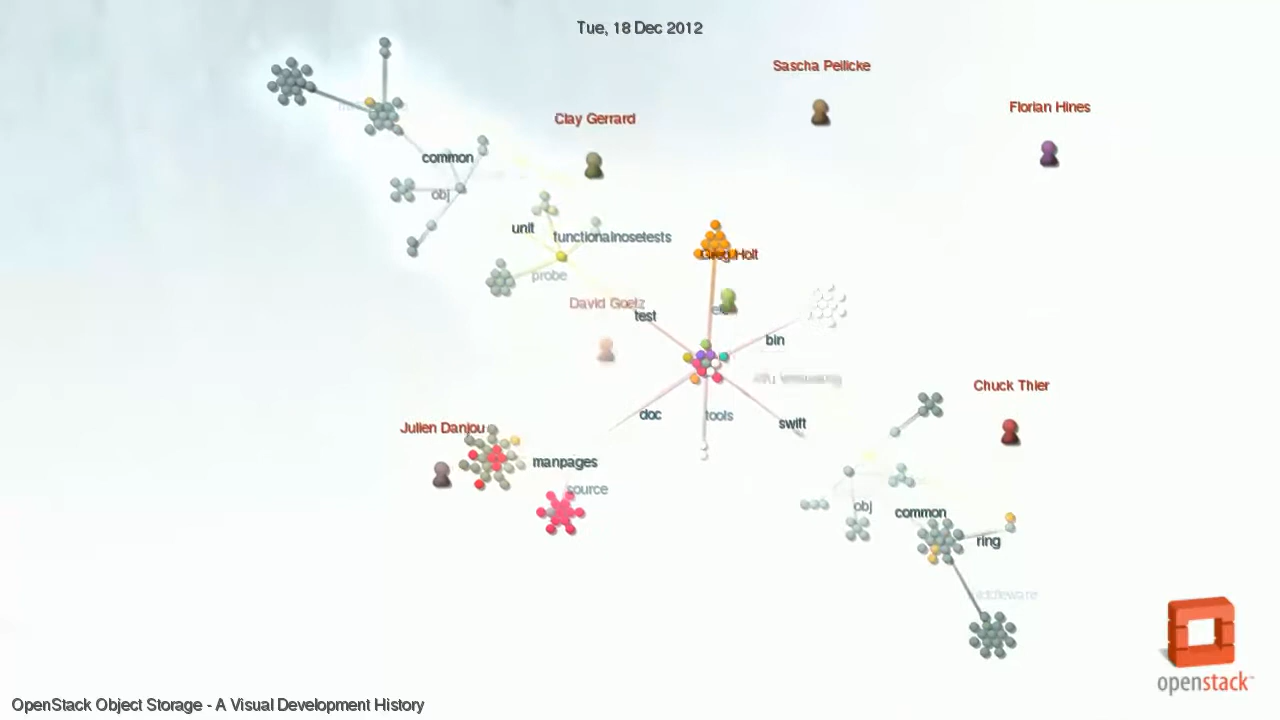 Tue, 18 Dec 2012
Sascha Peilicke
Florian Hines
Clay Gerrard
common
obj
unit
functionalnosetests
Greg Holt
probe
David Goetz
test
bin
Chuck Thier
doc
tools
swift
Julien Danjou
manpages
source
obj
common
ring
middleware
openstack
OpenStack Object Storage - A Visual Development History